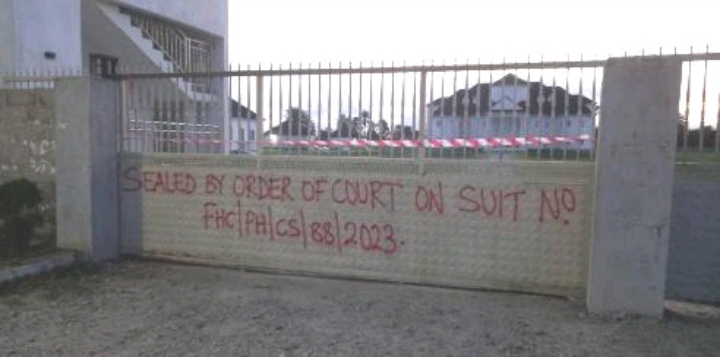 SEALED BY ORDER OF COURT ON SUIT NO
FHC/PH/CS/88/2023.